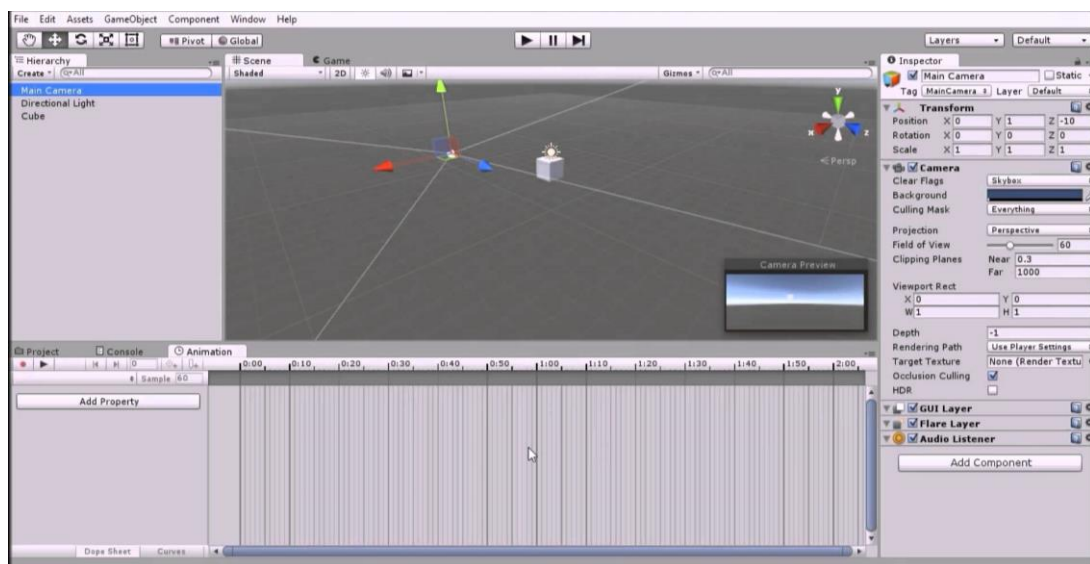 File Edit Assets GameObject Component Window Help
Pivot Global
Layers Default
Hierarchy
Create All
Main Camera
Directional Light
Cube
Scene Game
Shaded 2D Gizmos All
y
x z
Persp
Camera Preview
Inspector
Main Camera Static
Tag MainCamera Layer Default
Transform
Position X 0 Y 1 Z -10
Rotation X 0 Y 0 Z 0
Scale X 1 Y 1 Z 1
Camera
Clear Flags Skybox
Background
Culling Mask Everything
Projection Perspective
Field of View 60
Clipping Planes Near 0.3
Far 1000
Viewport Rect
X 0 Y 0
W 1 H 1
Depth -1
Rendering Path Use Player Settings
Target Texture None (Render Textu
Occlusion Culling
HDR
GUI Layer
Flare Layer
Audio Listener
Add Component
Project Console Animation
0
0:00 0:10 0:20 0:30 0:40 0:50 1:00 1:10 1:20 1:30 1:40 1:50 2:00
Sample 60
Add Property
Dope Sheet Curves